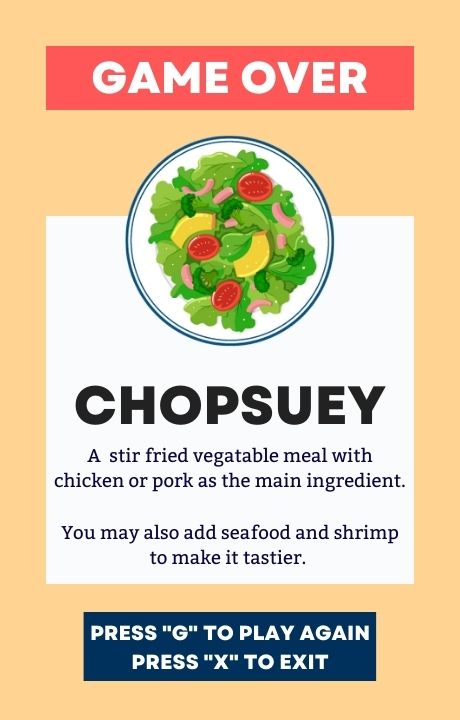 GAME OVER
CHOPSUEY
A stir fried vegatable meal with
chicken or pork as the main ingredient.
You may also add seafood and shrimp
to make it tastier.
PRESS "G" TO PLAY AGAIN
PRESS "X" TO EXIT